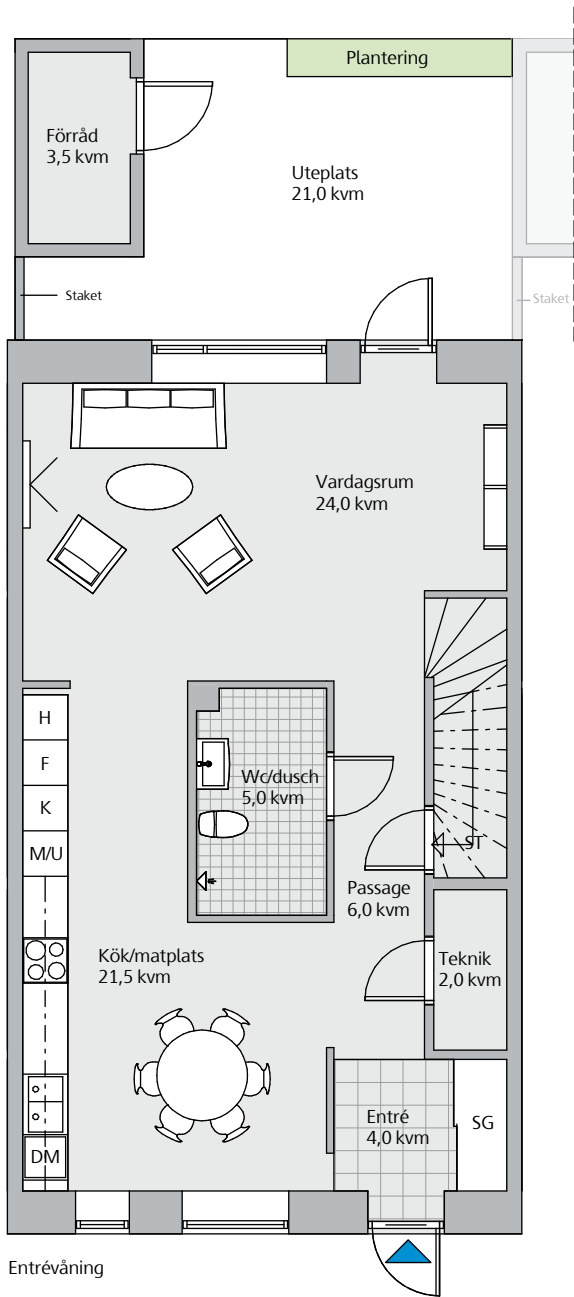 Plantering
Förråd
3,5 kvm
Uteplats
21,0 kvm
Staket
Staket
Vardagsrum
24,0 kvm
H
F
K
M/U
Wc/dusch
5,0 kvm
ST
Passage
6,0 kvm
Kök/matplats
21,5 kvm
Teknik
2,0 kvm
Entré
4,0 kvm
SG
DM
Entrévåning